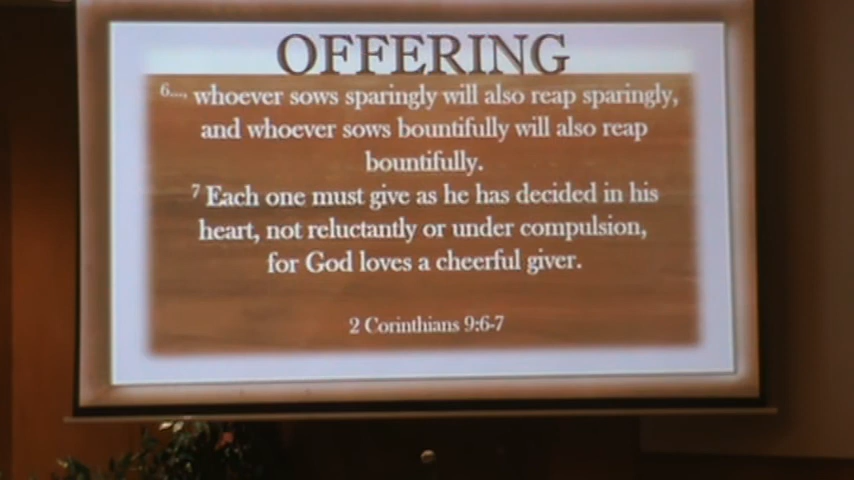 OFFERING
6..., whoever sows sparingly will also reap sparingly,
and whoever sows bountifully will also reap
bountifully.
7 Each one must give as he has decided in his
heart, not reluctantly or under compulsion,
for God loves a cheerful giver.
2 Corinthians 9:6-7